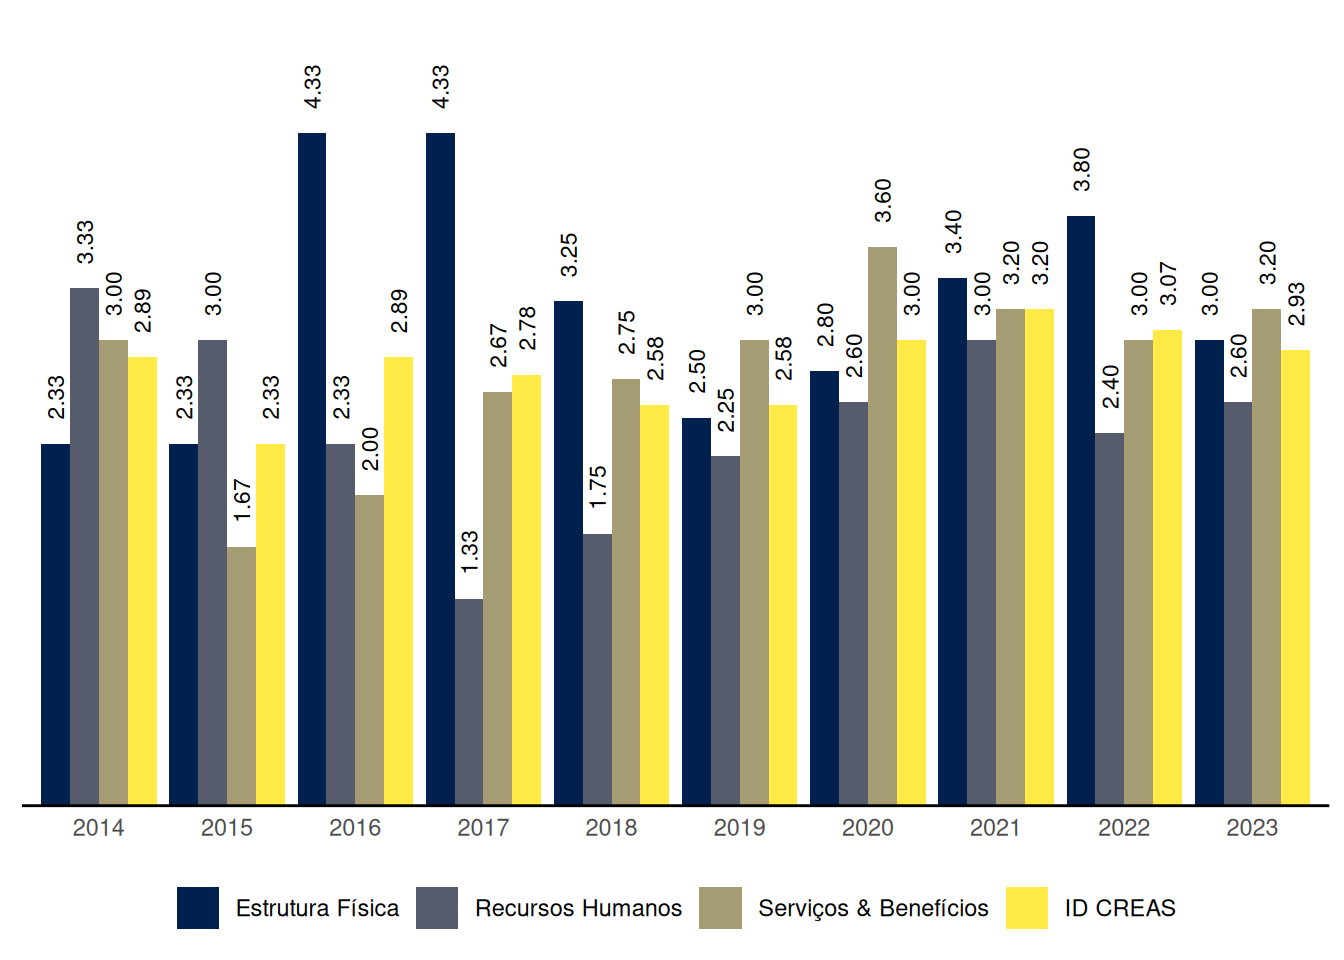 2.33 3.33 3.00 2.89
2.33 3.00 1.67 2.33
4.33 2.33 2.00 2.89
4.33 1.33 2.67 2.78
3.25 1.75 2.75 2.58
2.50 2.25 3.00 2.58
2.80 2.60 3.60 3.00
3.40 3.00 3.20 3.20
3.80 2.40 3.00 3.07
3.00 2.60 3.20 2.93
2014 2015 2016 2017 2018 2019 2020 2021 2022 2023
Estrutura Física Recursos Humanos Serviços & Benefícios ID CREAS